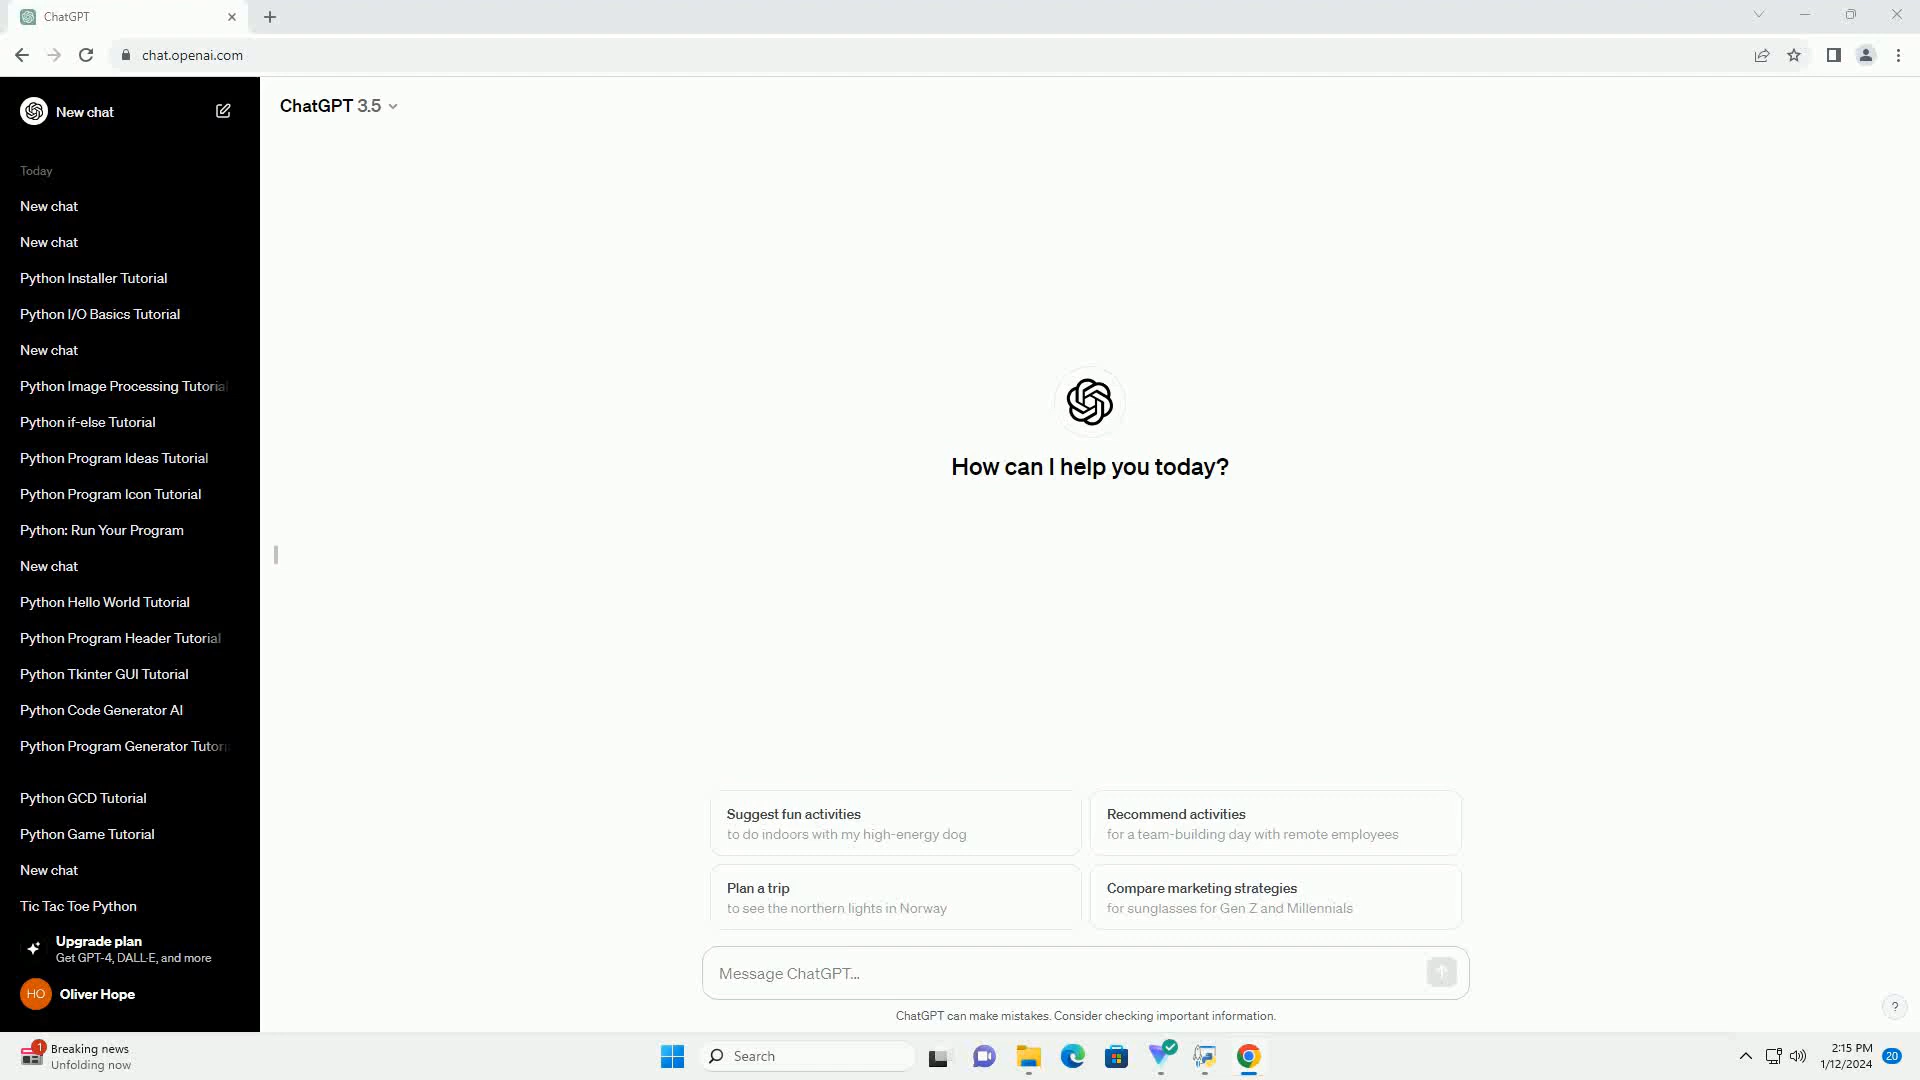 ChatGPT
chat.openai.com
New chat
ChatGPT 3.5
Today
New chat
New chat
Python Installer Tutorial
Python I/O Basics Tutorial
New chat
Python Image Processing Tutorial
Python if-else Tutorial
Python Program Ideas Tutorial
Python Program Icon Tutorial
Python: Run Your Program
New chat
Python Hello World Tutorial
Python Program Header Tutorial
Python Tkinter GUI Tutorial
Python Code Generator AI
Python Program Generator Tutori
Python GCD Tutorial
Python Game Tutorial
New chat
Tic Tac Toe Python
Upgrade plan
Get GPT-4, DALL·E, and more
HO Oliver Hope
How can I help you today?
Suggest fun activities
to do indoors with my high-energy dog
Recommend activities
for a team-building day with remote employees
Plan a trip
to see the northern lights in Norway
Compare marketing strategies
for sunglasses for Gen Z and Millennials
Message ChatGPT...
ChatGPT can make mistakes. Consider checking important information.
?
1
Breaking news
Unfolding now
Search
2:15 PM
1/12/2024
20